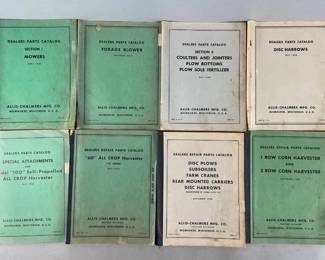 DEALERS PARTS CATALOG
SECTION I
MOWERS
ALLIS-CHALMERS MFG. CO.
MILWAUKEE, WISCONSIN, U. S. A.
DEALERS PARTS CATALOG
FORAGE BLOWER
ALLIS-CHALMERS MFG. CO.
MILWAUKEE, WISCONSIN, U. S. A.
DEALERS PARTS CATALOG
COULTERS AND JOINTERS
PLOW BOTTOMS
PLOW SOLE FERTILIZER
ALLIS-CHALMERS MFG. CO.
MILWAUKEE, WISCONSIN, U. S. A.
DEALERS PARTS CATALOG
DISC HARROWS
ALLIS-CHALMERS MFG. CO.
MILWAUKEE, WISCONSIN, U. S. A.
DEALERS REPAIR PARTS CATALOG
SPECIAL ATTACHMENTS
"100" Self-Propelled
ALL CROP Harvester
ALLIS-CHALMERS MFG. CO.
DEALERS REPAIR PARTS CATALOG
"60" ALL CROP Harvester
ALLIS-CHALMERS MFG. CO.
MILWAUKEE, WISCONSIN, U. S. A.
DEALERS REPAIR PARTS CATALOG
DISC PLOWS
SUBSOILERS
FARM CRANES
REAR MOUNTED CARRIERS
DISC HARROWS
ALLIS-CHALMERS MFG. CO.
MILWAUKEE, WISCONSIN, U. S. A.
DEALERS REPAIR PARTS CATALOG
1 ROW CORN HARVESTER
AND
2 ROW CORN HARVESTER
ALLIS-CHALMERS MFG. CO.
MILWAUKEE, WISCONSIN, U. S. A.